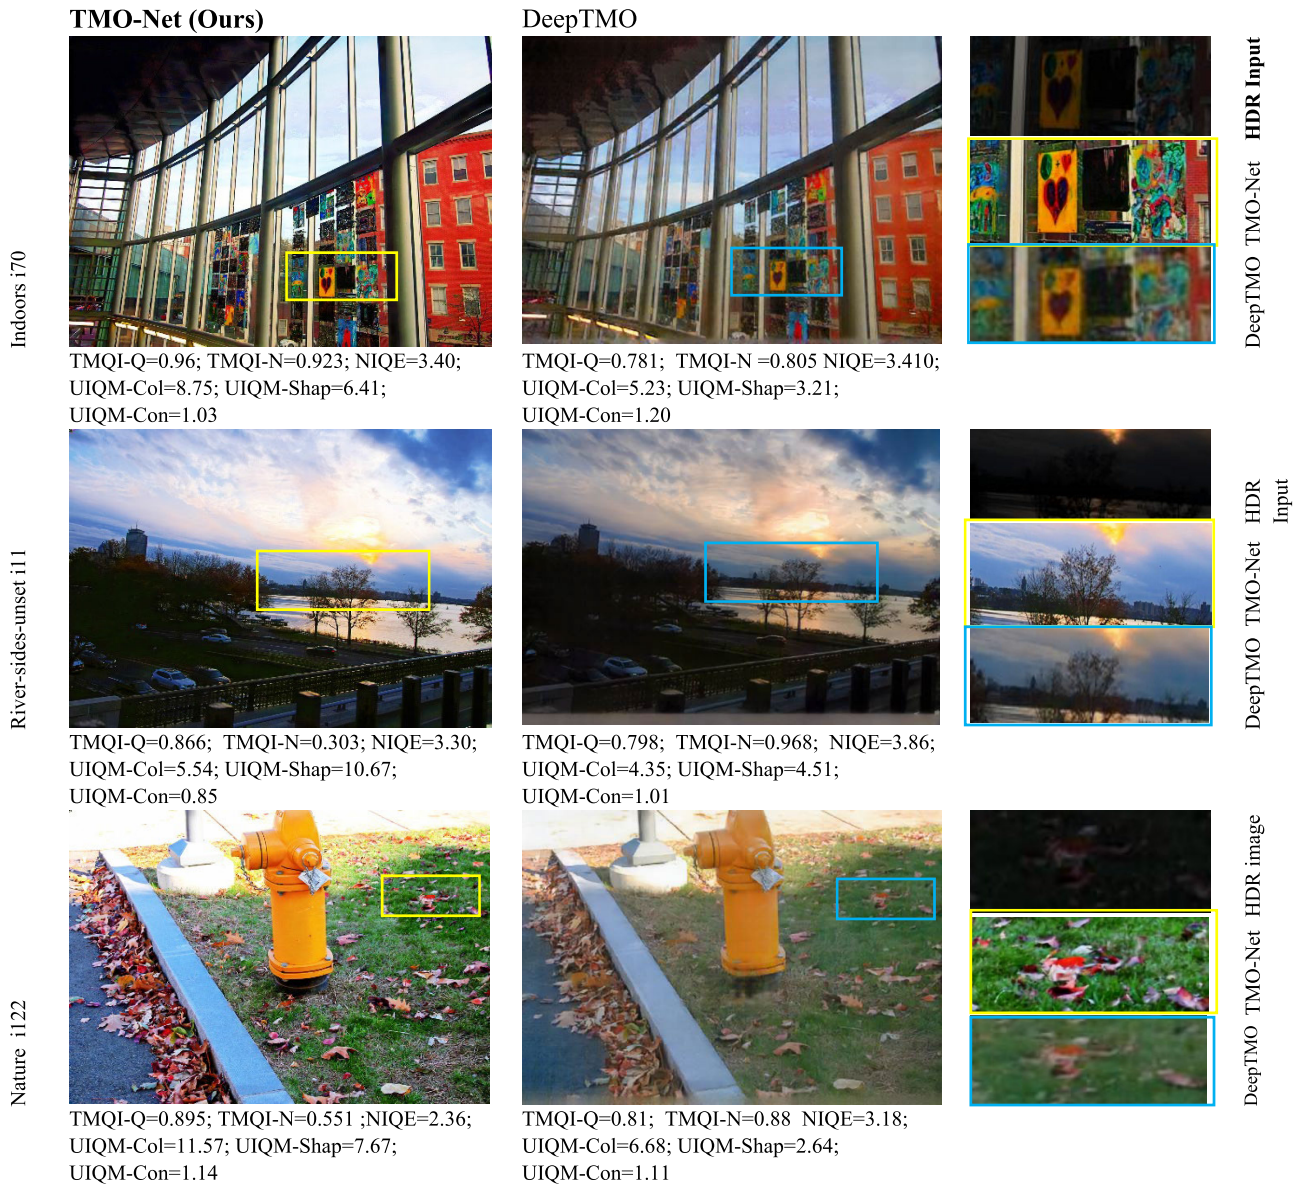 TMO-Net (Ours)
DeepTMO
Indoors i70
HDR Input
TMO-Net
DeepTMO
TMQI-Q=0.96; TMQI-N=0.923; NIQE=3.40;
UIQM-Col=8.75; UIQM-Shap=6.41;
UIQM-Con=1.03
TMQI-Q=0.781; TMQI-N =0.805 NIQE=3.410;
UIQM-Col=5.23; UIQM-Shap=3.21;
UIQM-Con=1.20
River-sides-unset i11
HDR
Input
TMO-Net
DeepTMO
TMQI-Q=0.866; TMQI-N=0.303; NIQE=3.30;
UIQM-Col=5.54; UIQM-Shap=10.67;
UIQM-Con=0.85
TMQI-Q=0.798; TMQI-N=0.968; NIQE=3.86;
UIQM-Col=4.35; UIQM-Shap=4.51;
UIQM-Con=1.01
Nature i122
HDR image
TMO-Net
DeepTMO
TMQI-Q=0.895; TMQI-N=0.551 ;NIQE=2.36;
UIQM-Col=11.57; UIQM-Shap=7.67;
UIQM-Con=1.14
TMQI-Q=0.81; TMQI-N=0.88 NIQE=3.18;
UIQM-Col=6.68; UIQM-Shap=2.64;
UIQM-Con=1.11